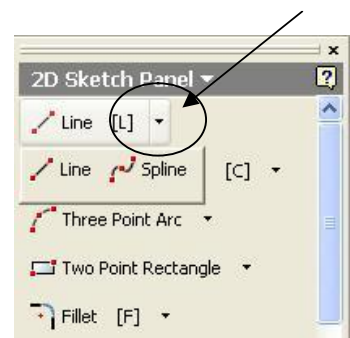 2D Sketch Panel
Line [L]
Line Spline [C]
Three Point Arc
Two Point Rectangle
Fillet [F]